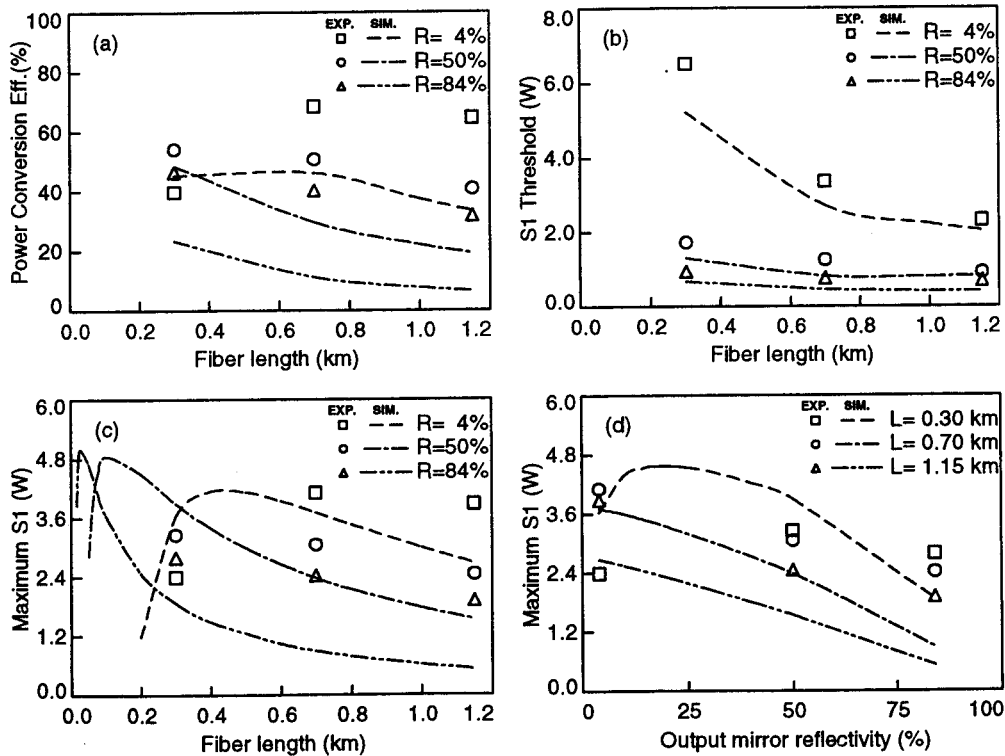 (a)
EXP. SIM.
R= 4%
R=50%
R=84%
Power Conversion Eff.(%)
100
80
60
40
20
0
0.0 0.2 0.4 0.6 0.8 1.0 1.2
Fiber length (km)
(b)
EXP. SIM.
R= 4%
R=50%
R=84%
S1 Threshold (W)
8.0
6.0
4.0
2.0
0.0
0.0 0.2 0.4 0.6 0.8 1.0 1.2
Fiber length (km)
(c)
EXP. SIM.
R= 4%
R=50%
R=84%
Maximum S1 (W)
6.0
4.8
3.6
2.4
1.2
0.0
0.0 0.2 0.4 0.6 0.8 1.0 1.2
Fiber length (km)
(d)
EXP. SIM.
L= 0.30 km
L= 0.70 km
L= 1.15 km
Maximum S1 (W)
6.0
4.8
3.6
2.4
1.2
0.0
0 25 50 75 100
Output mirror reflectivity (%)